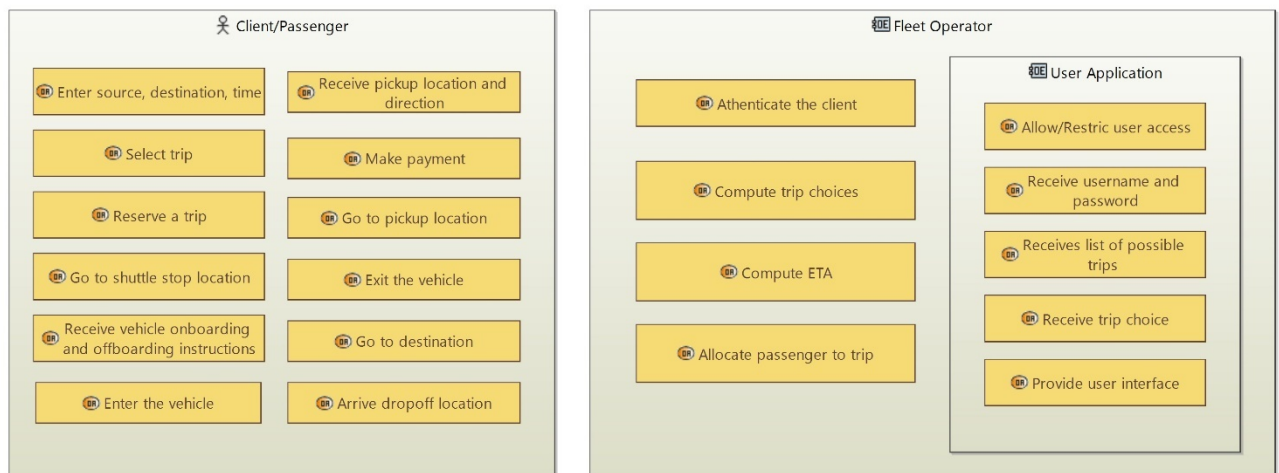 Client/Passenger
Enter source, destination, time
Select trip
Reserve a trip
Go to shuttle stop location
Receive vehicle onboarding
and offboarding instructions
Enter the vehicle
Receive pickup location and
direction
Make payment
Go to pickup location
Exit the vehicle
Go to destination
Arrive dropoff location
OE Fleet Operator
Athenticate the client
Compute trip choices
Compute ETA
Allocate passenger to trip
OE User Application
Allow/Restric user access
Receive username and
password
Receives list of possible
trips
Receive trip choice
Provide user interface